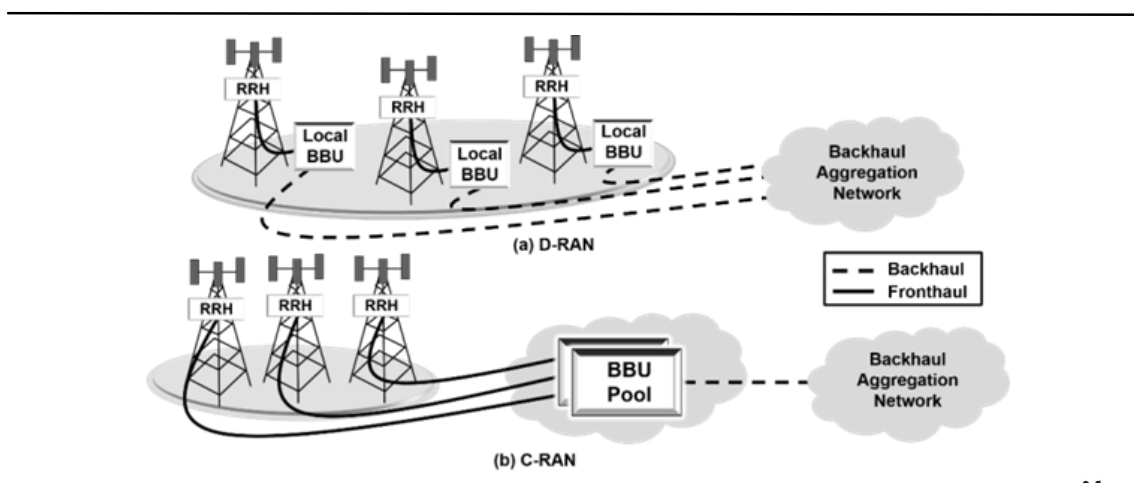 RRH
RRH
RRH
Local
BBU
Local
BBU
Local
BBU
Backhaul
Aggregation
Network
(a) D-RAN
Backhaul
Fronthaul
RRH
RRH
RRH
BBU
Pool
Backhaul
Aggregation
Network
(b) C-RAN